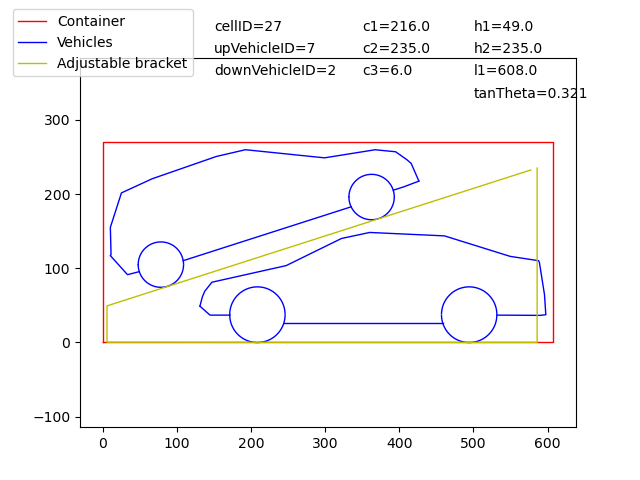 Container
Vehicles
Adjustable bracket
cellID=27
upVehicleID=7
downVehicleID=2
c1=216.0
c2=235.0
c3=6.0
h1=49.0
h2=235.0
l1=608.0
tanTheta=0.321
300
200
100
0
−100
0 100 200 300 400 500 600